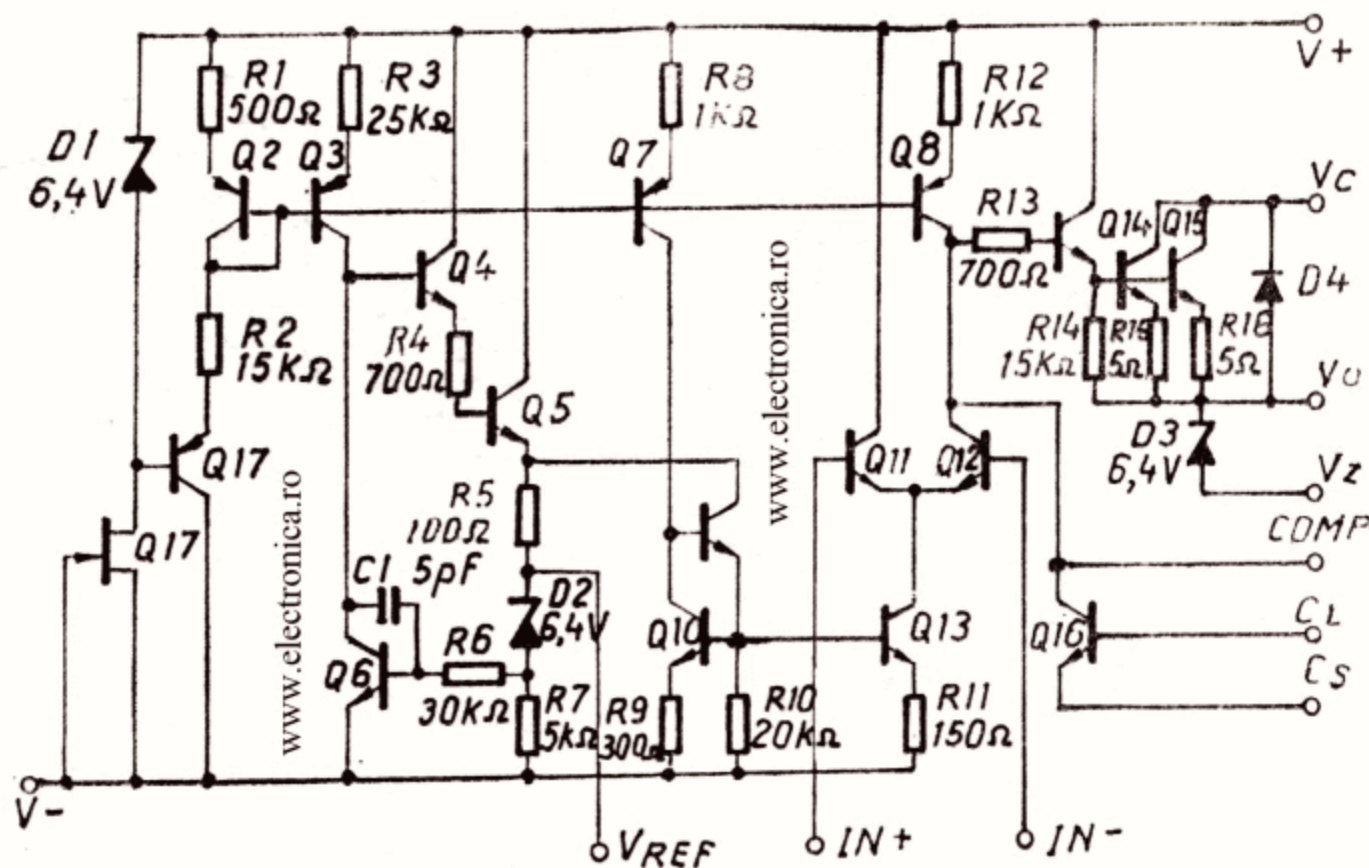 V+
R1
500Ω
R3
25KΩ
R8
1KΩ
R12
1KΩ
D1
6,4V
Q2
Q3
Q7
Q8
VC
R13
700Ω
Q14
Q15
D4
Q4
R2
15KΩ
R4
700Ω
R14
15KΩ
R15
5Ω
R16
5Ω
Q5
VO
D3
6,4V
Q17
Q11
Q12
VZ
www.electronica.ro
www.electronica.ro
Q17
R5
100Ω
COMP
C1
5pF
D2
6,4V
Q10
Q13
Q16
CL
Q6
R6
30KΩ
CS
R7
5KΩ
R9
300Ω
R10
20KΩ
R11
150Ω
V-
VREF
IN+
IN-